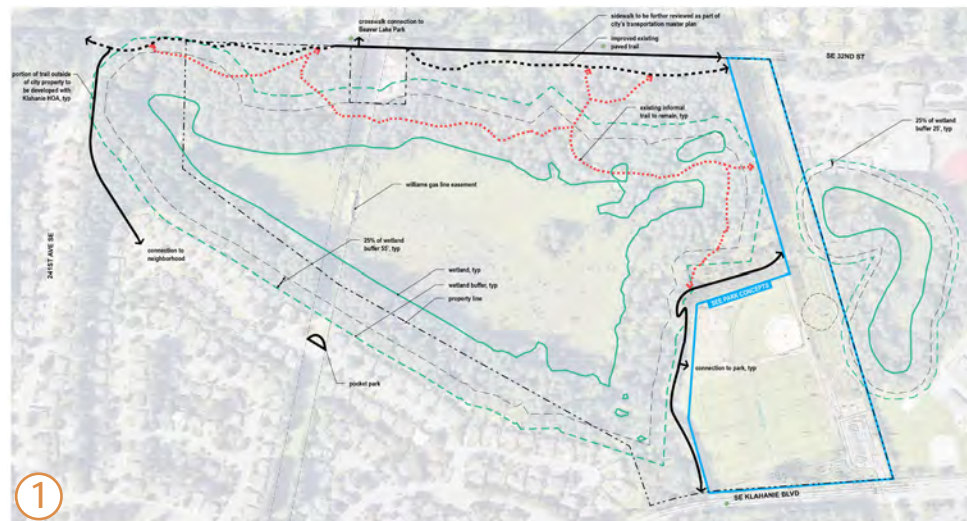 crosswalk connection to
Beaver Lake Park
sidewalk to be further reviewed as part of
city's transportation master plan
improved existing
paved trail
SE 32ND ST
portion of trail outside
of city property to
be developed with
Klahanie HOA, typ
25% of wetland
buffer 25', typ
existing informal
trail to remain, typ
williams gas line easement
241ST AVE SE
connection to
neighborhood
25% of wetland
buffer 55', typ
wetland, typ
wetland buffer, typ
property line
SEE PARK CONCEPTS
pocket park
connection to park, typ
SE KLAHANIE BLVD
1